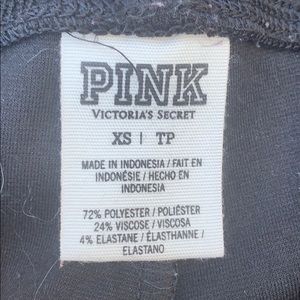 PINK
VICTORIA'S SECRET
XS | TP
MADE IN INDONESIA / FAIT EN
INDONÉSIE / HECHO EN
INDONESIA
72% POLYESTER / POLIÉSTER
24% VISCOSE / VISCOSA
4% ELASTANE / ÉLASTHANNE /
ELASTANO